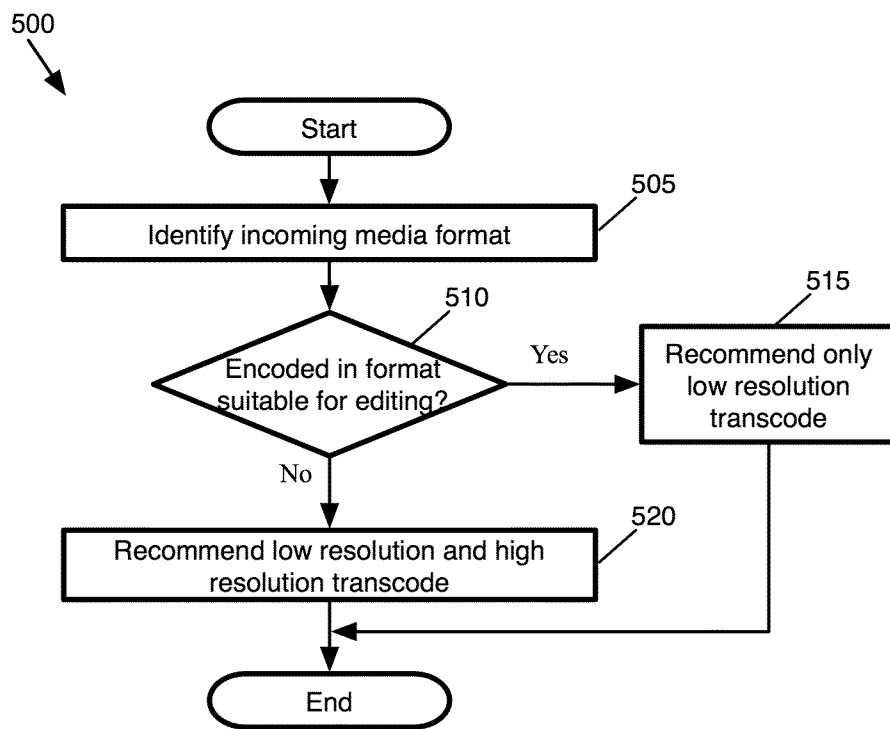 500
Start
505
Identify incoming media format
510
515
Encoded in format
suitable for editing?
Yes
Recommend only
low resolution
transcode
No
520
Recommend low resolution and high
resolution transcode
End